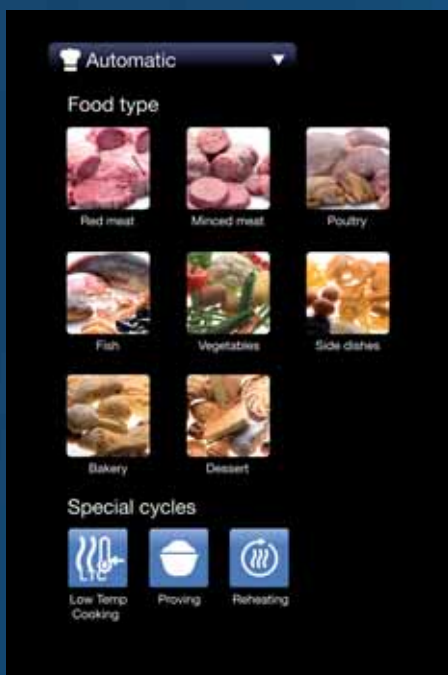 Automatic
Food type
Red meat
Minced meat
Poultry
Fish
Vegetables
Side dishes
Bakery
Dessert
Special cycles
LTC
Low Temp
Cooking
Proving
Reheating